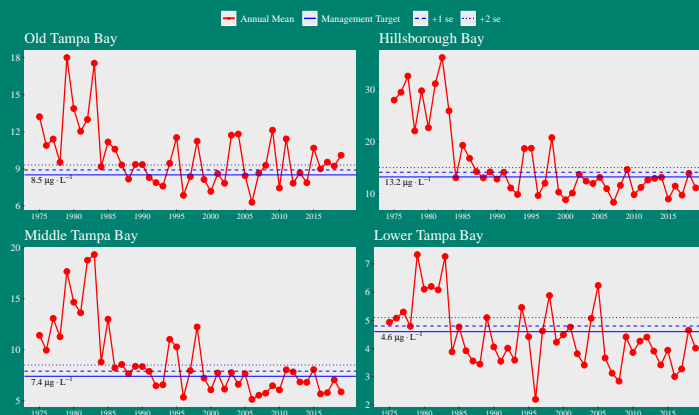 Annual Mean Management Target +1 se +2 se
Old Tampa Bay
18
15
12
9
6
8.5 μg · L⁻¹
1975 1980 1985 1990 1995 2000 2005 2010 2015
Hillsborough Bay
30
20
10
13.2 μg · L⁻¹
1975 1980 1985 1990 1995 2000 2005 2010 2015
Middle Tampa Bay
20
15
10
5
7.4 μg · L⁻¹
1975 1980 1985 1990 1995 2000 2005 2010 2015
Lower Tampa Bay
7
6
5
4
3
2
4.6 μg · L⁻¹
1975 1980 1985 1990 1995 2000 2005 2010 2015